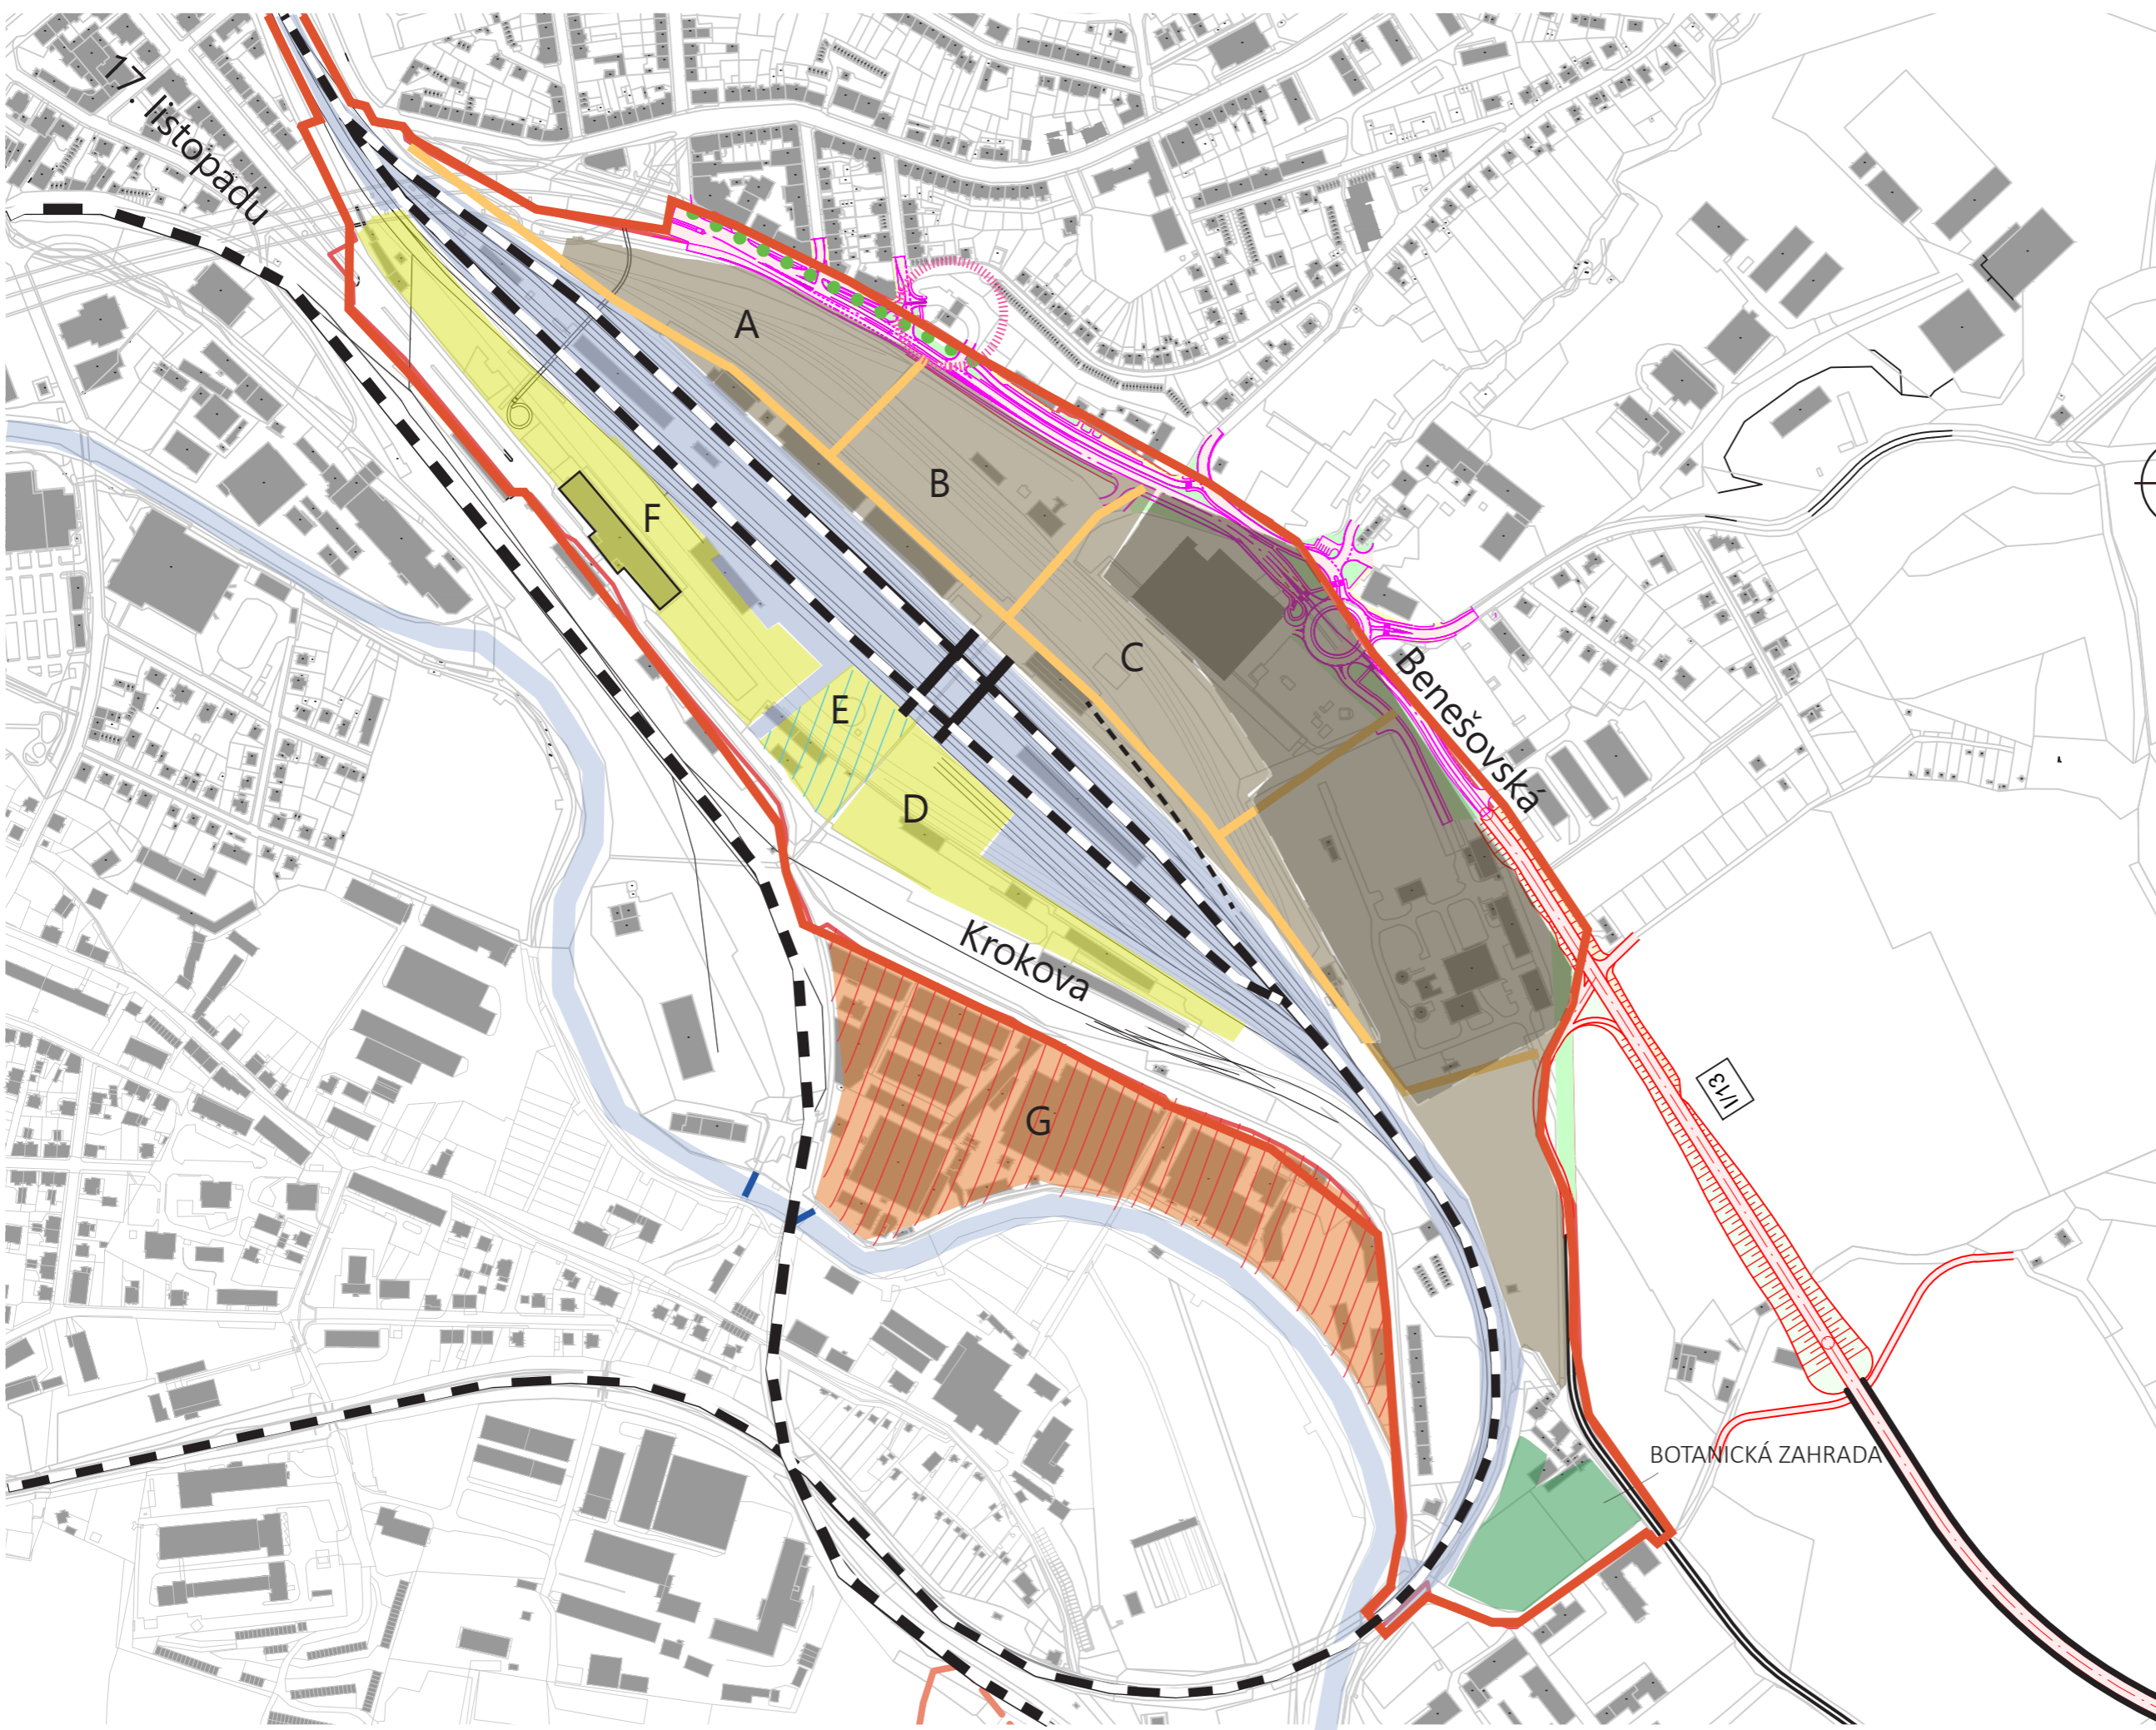 17. listopadu
A
B
F
C
Benešovská
E
D
Krokova
I/13
G
BOTANICKÁ ZAHRADA